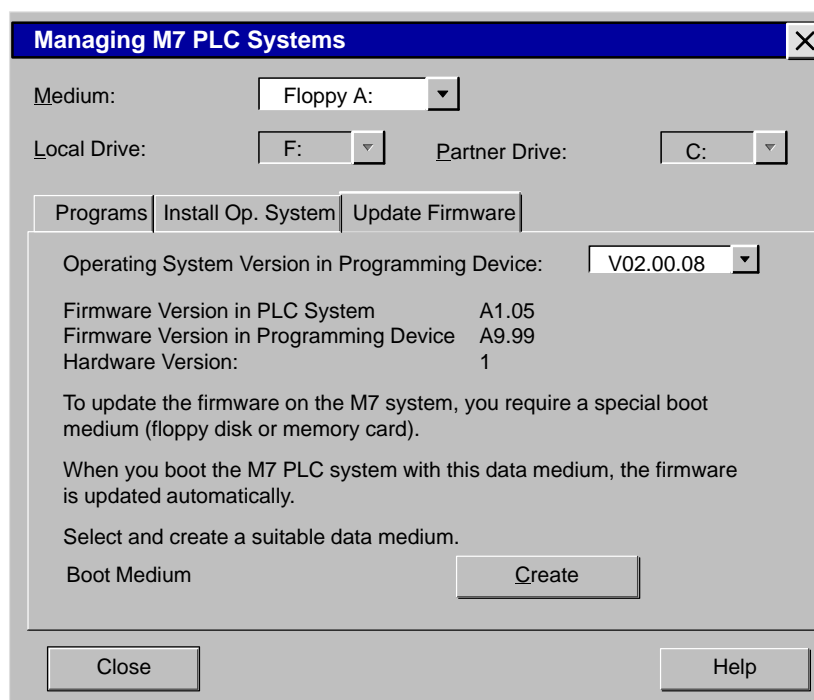 Managing M7 PLC Systems
Medium: Floppy A:
Local Drive: F: Partner Drive: C:
Programs Install Op. System Update Firmware
Operating System Version in Programming Device: V02.00.08
Firmware Version in PLC System A1.05
Firmware Version in Programming Device A9.99
Hardware Version: 1
To update the firmware on the M7 system, you require a special boot
medium (floppy disk or memory card).
When you boot the M7 PLC system with this data medium, the firmware
is updated automatically.
Select and create a suitable data medium.
Boot Medium Create
Close Help